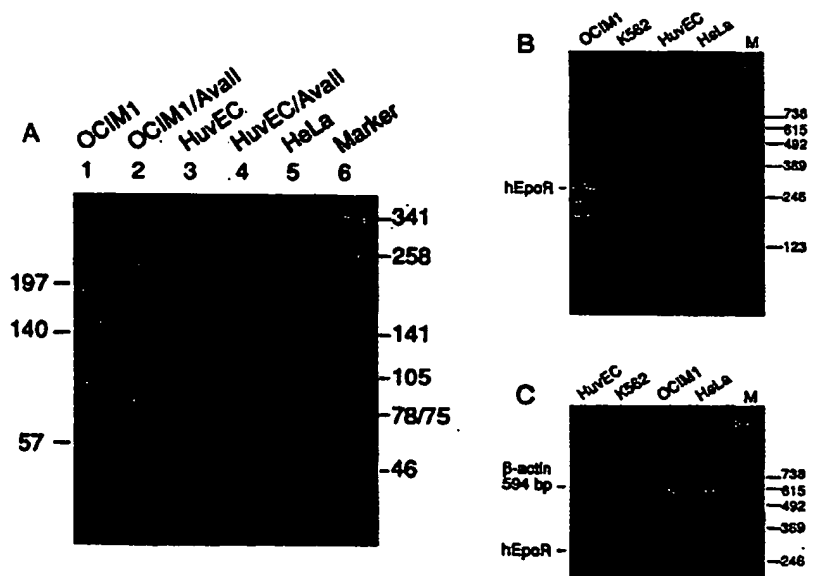 A
OCIM1
OCIM1/AvaII
HuvEC
HuvEC/AvaII
HeLa
Marker
1 2 3 4 5 6
197
140
57
341
258
141
105
78/75
46
B
OCIM1 K562 HuvEC HeLa M
hEpoR
738
615
492
369
246
123
C
HuvEC K562 OCIM1 HeLa M
β-actin
594 bp
hEpoR
738
615
492
369
246